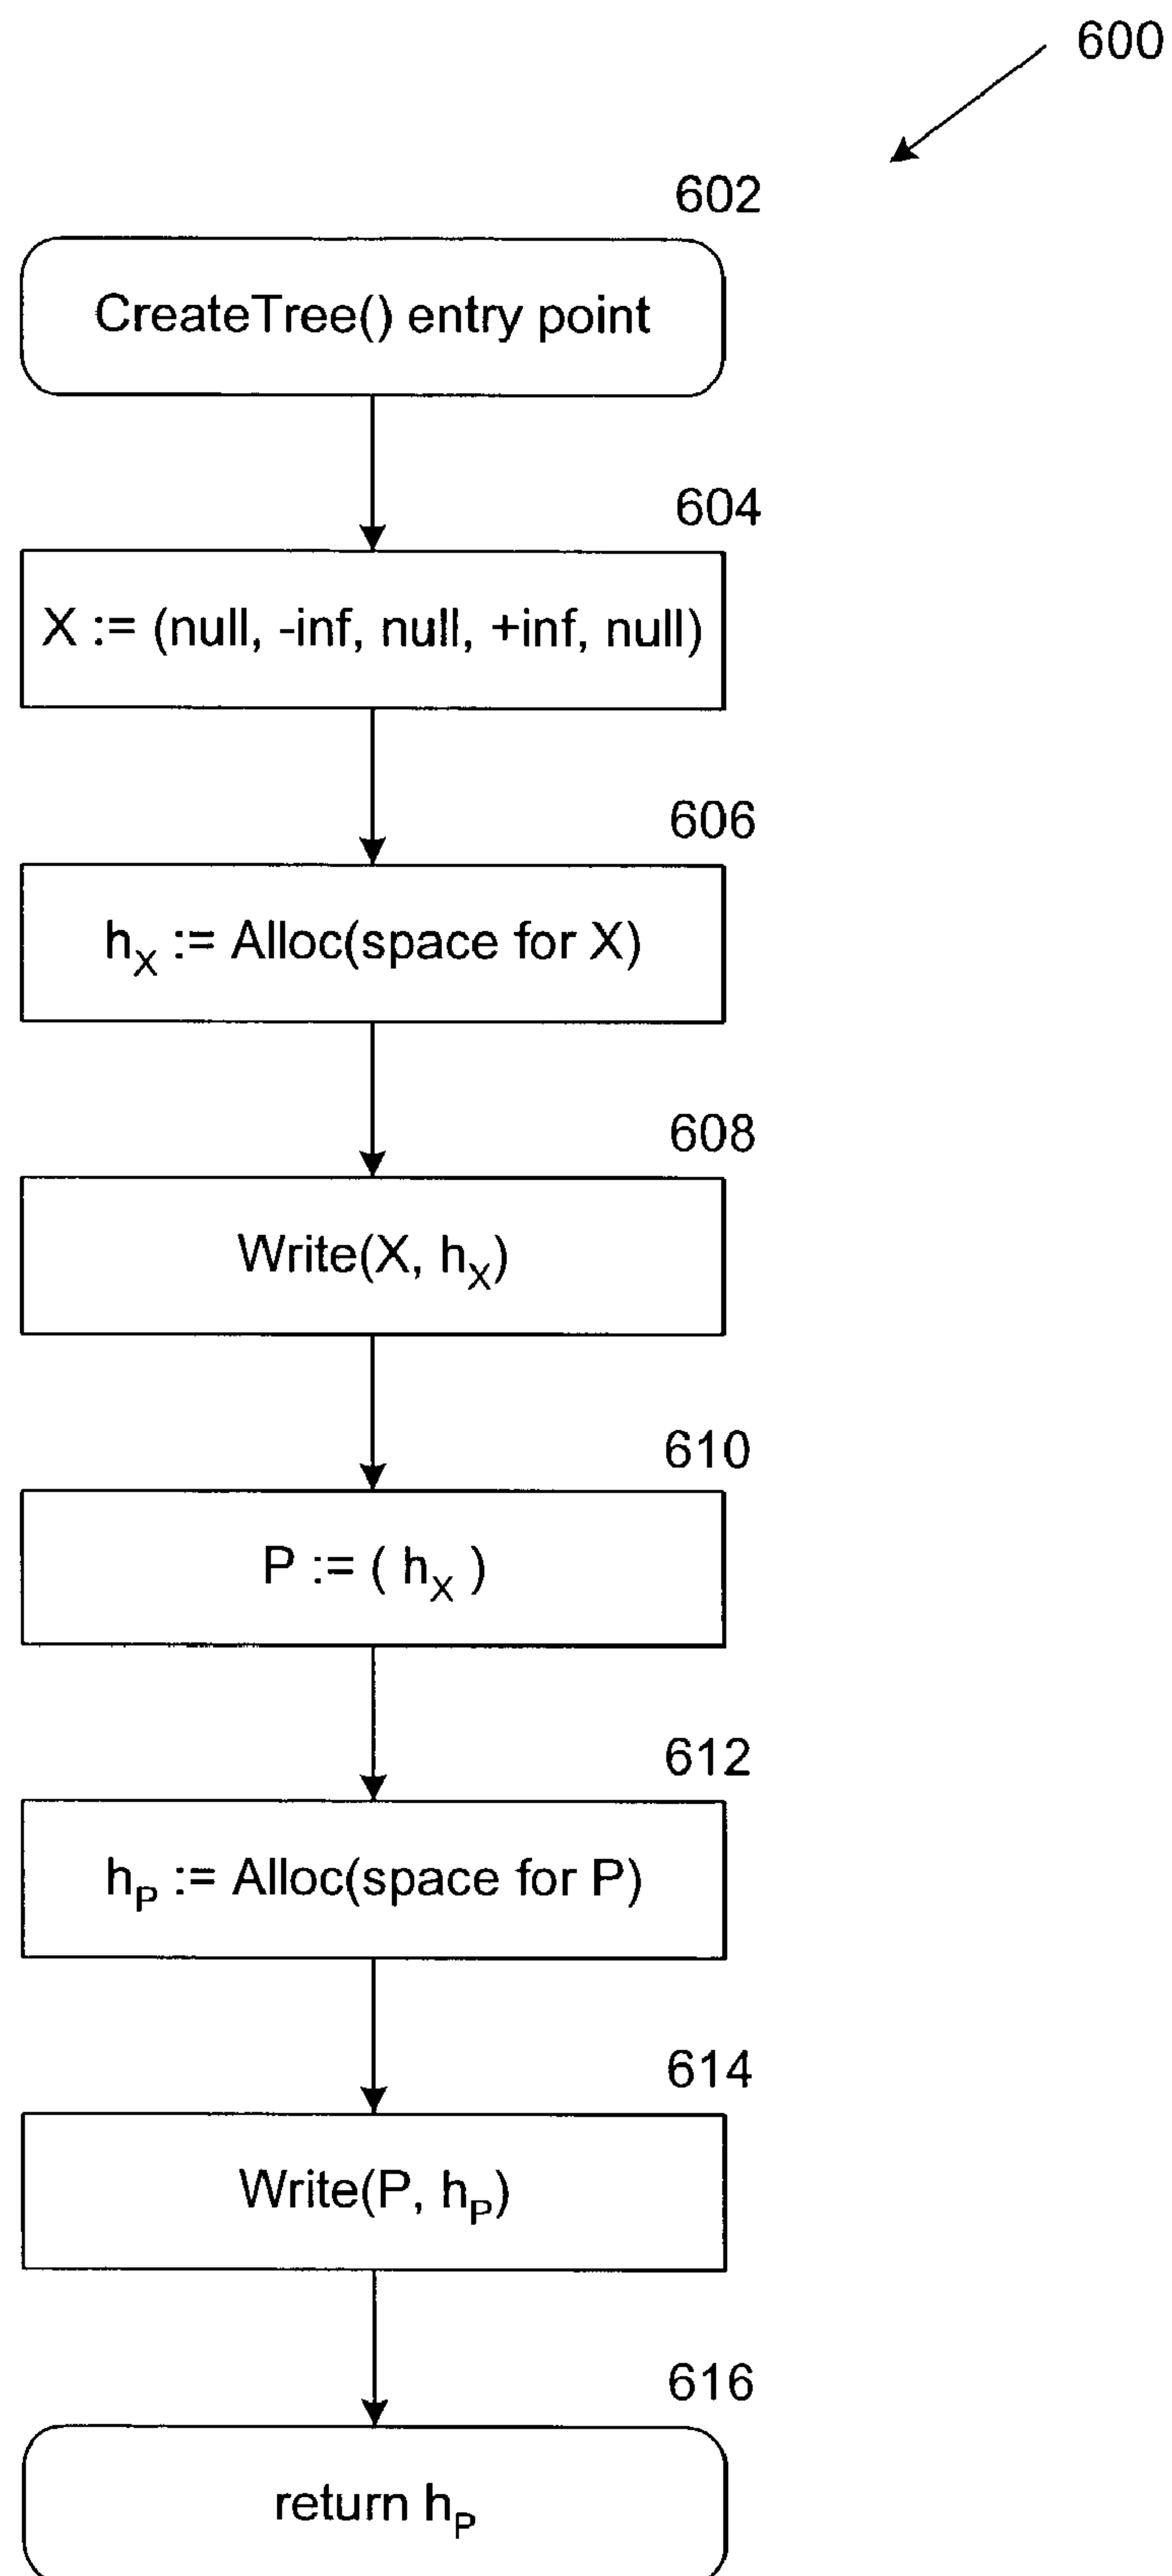 600
602
CreateTree() entry point
604
X := (null, -inf, null, +inf, null)
606
hX := Alloc(space for X)
608
Write(X, hX)
610
P := ( hX )
612
hP := Alloc(space for P)
614
Write(P, hP)
616
return hP